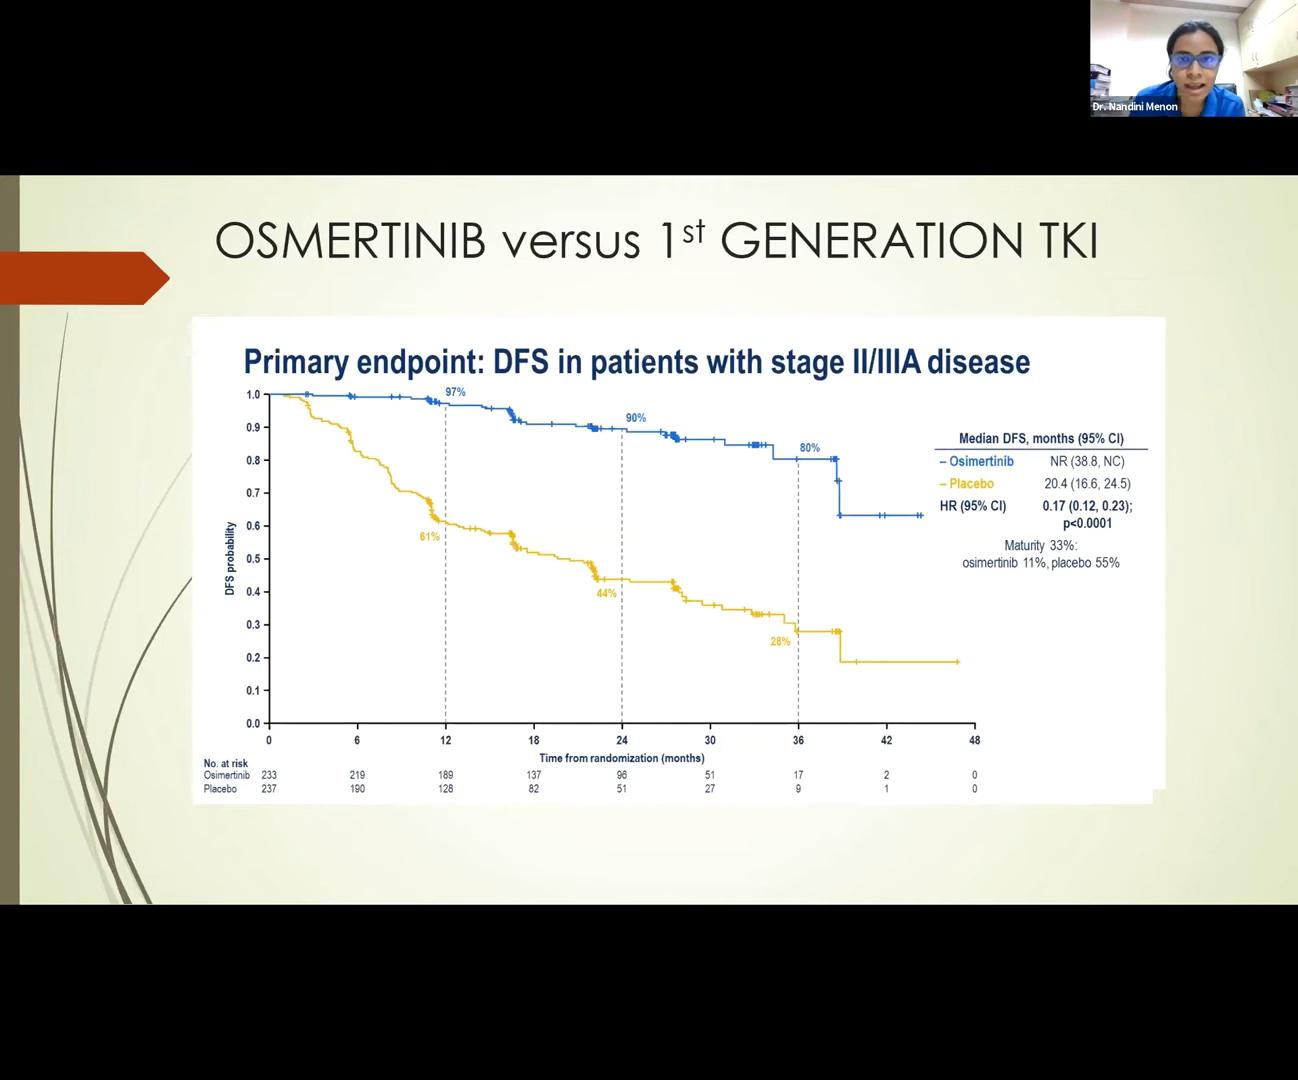 Dr. Nandini Menon
OSMERTINIB versus 1st GENERATION TKI
Primary endpoint: DFS in patients with stage II/IIIA disease
1.0
0.9
0.8
0.7
0.6
0.5
0.4
0.3
0.2
0.1
0.0
DFS probability
97%
90%
80%
61%
44%
28%
Median DFS, months (95% CI)
– Osimertinib NR (38.8, NC)
– Placebo 20.4 (16.6, 24.5)
HR (95% CI) 0.17 (0.12, 0.23);
p<0.0001
Maturity 33%:
osimertinib 11%, placebo 55%
0 6 12 18 24 30 36 42 48
Time from randomization (months)
No. at risk
Osimertinib 233 219 189 137 96 51 17 2 0
Placebo 237 190 128 82 51 27 9 1 0